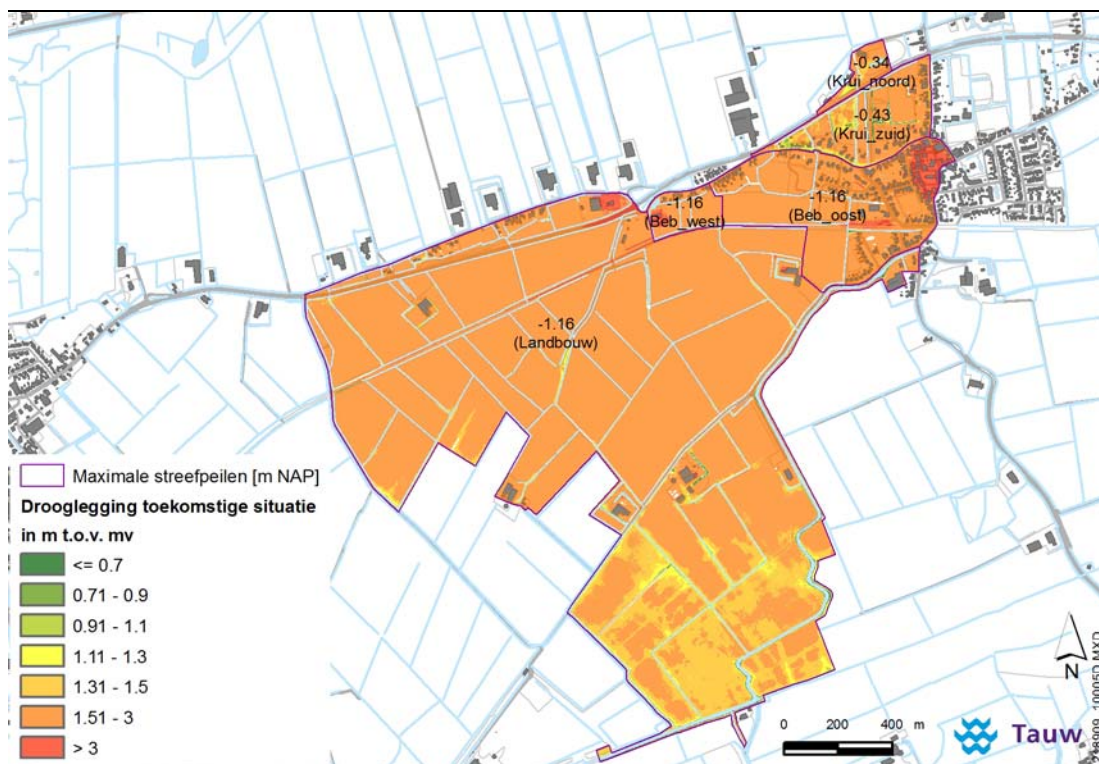 -0.34
(Krui_noord)
-0.43
(Krui_zuid)
-1.16
(Beb_west)
-1.16
(Beb_oost)
-1.16
(Landbouw)
Maximale streefpeilen [m NAP]
Drooglegging toekomstige situatie
in m t.o.v. mv
<= 0.7
0.71 - 0.9
0.91 - 1.1
1.11 - 1.3
1.31 - 1.5
1.51 - 3
> 3
N
0 200 400 m
Tauw